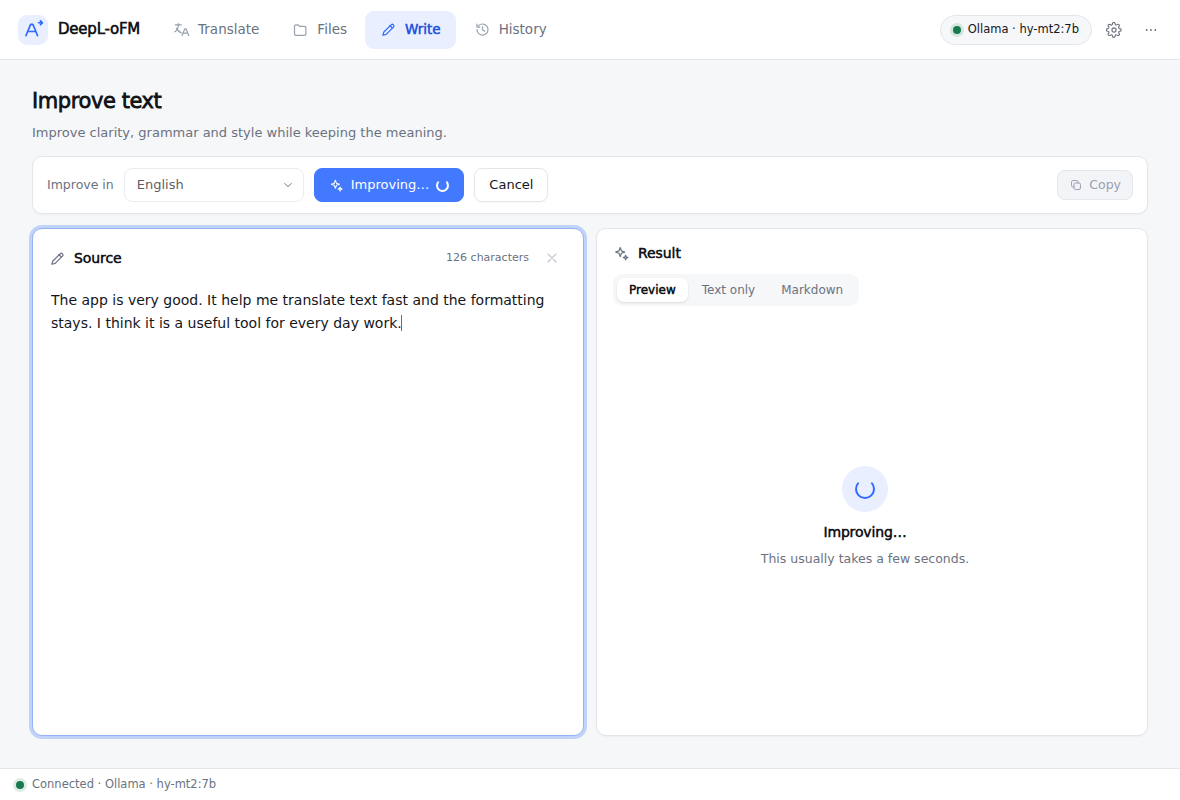 DeepL-oFM
Translate
Files
Write
History
Ollama · hy-mt2:7b
Improve text
Improve clarity, grammar and style while keeping the meaning.
Improve in
English
Improving…
Cancel
Copy
Source
126 characters
The app is very good. It help me translate text fast and the formatting
stays. I think it is a useful tool for every day work.
Result
Preview
Text only
Markdown
Improving…
This usually takes a few seconds.
Connected · Ollama · hy-mt2:7b